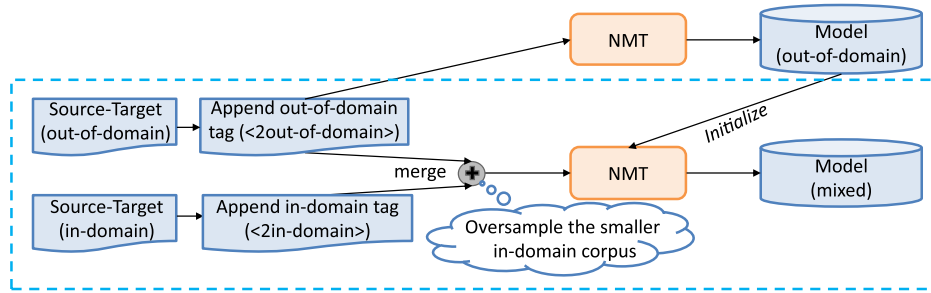 NMT
Model
(out-of-domain)
Source-Target
(out-of-domain)
Append out-of-domain
tag (<2out-of-domain>)
Initialize
merge
NMT
Model
(mixed)
Source-Target
(in-domain)
Append in-domain tag
(<2in-domain>)
Oversample the smaller
in-domain corpus